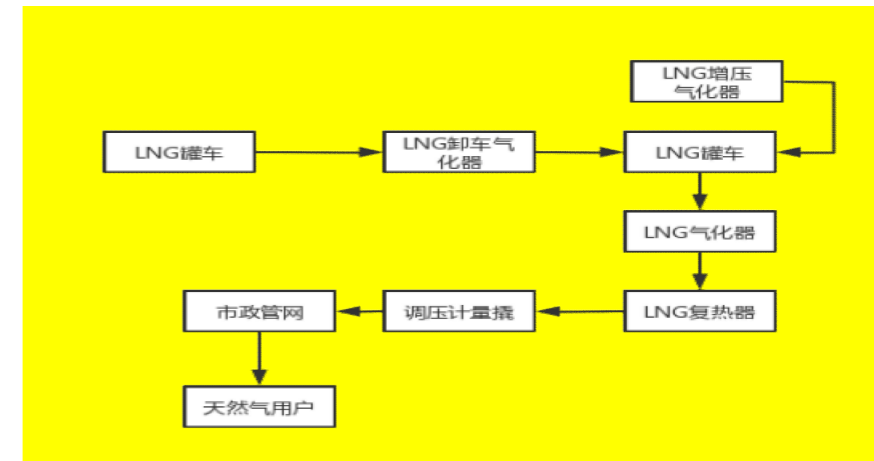 LNG增压
气化器
LNG罐车
LNG卸车气
化器
LNG罐车
LNG气化器
市政管网
调压计量撬
LNG复热器
天然气用户